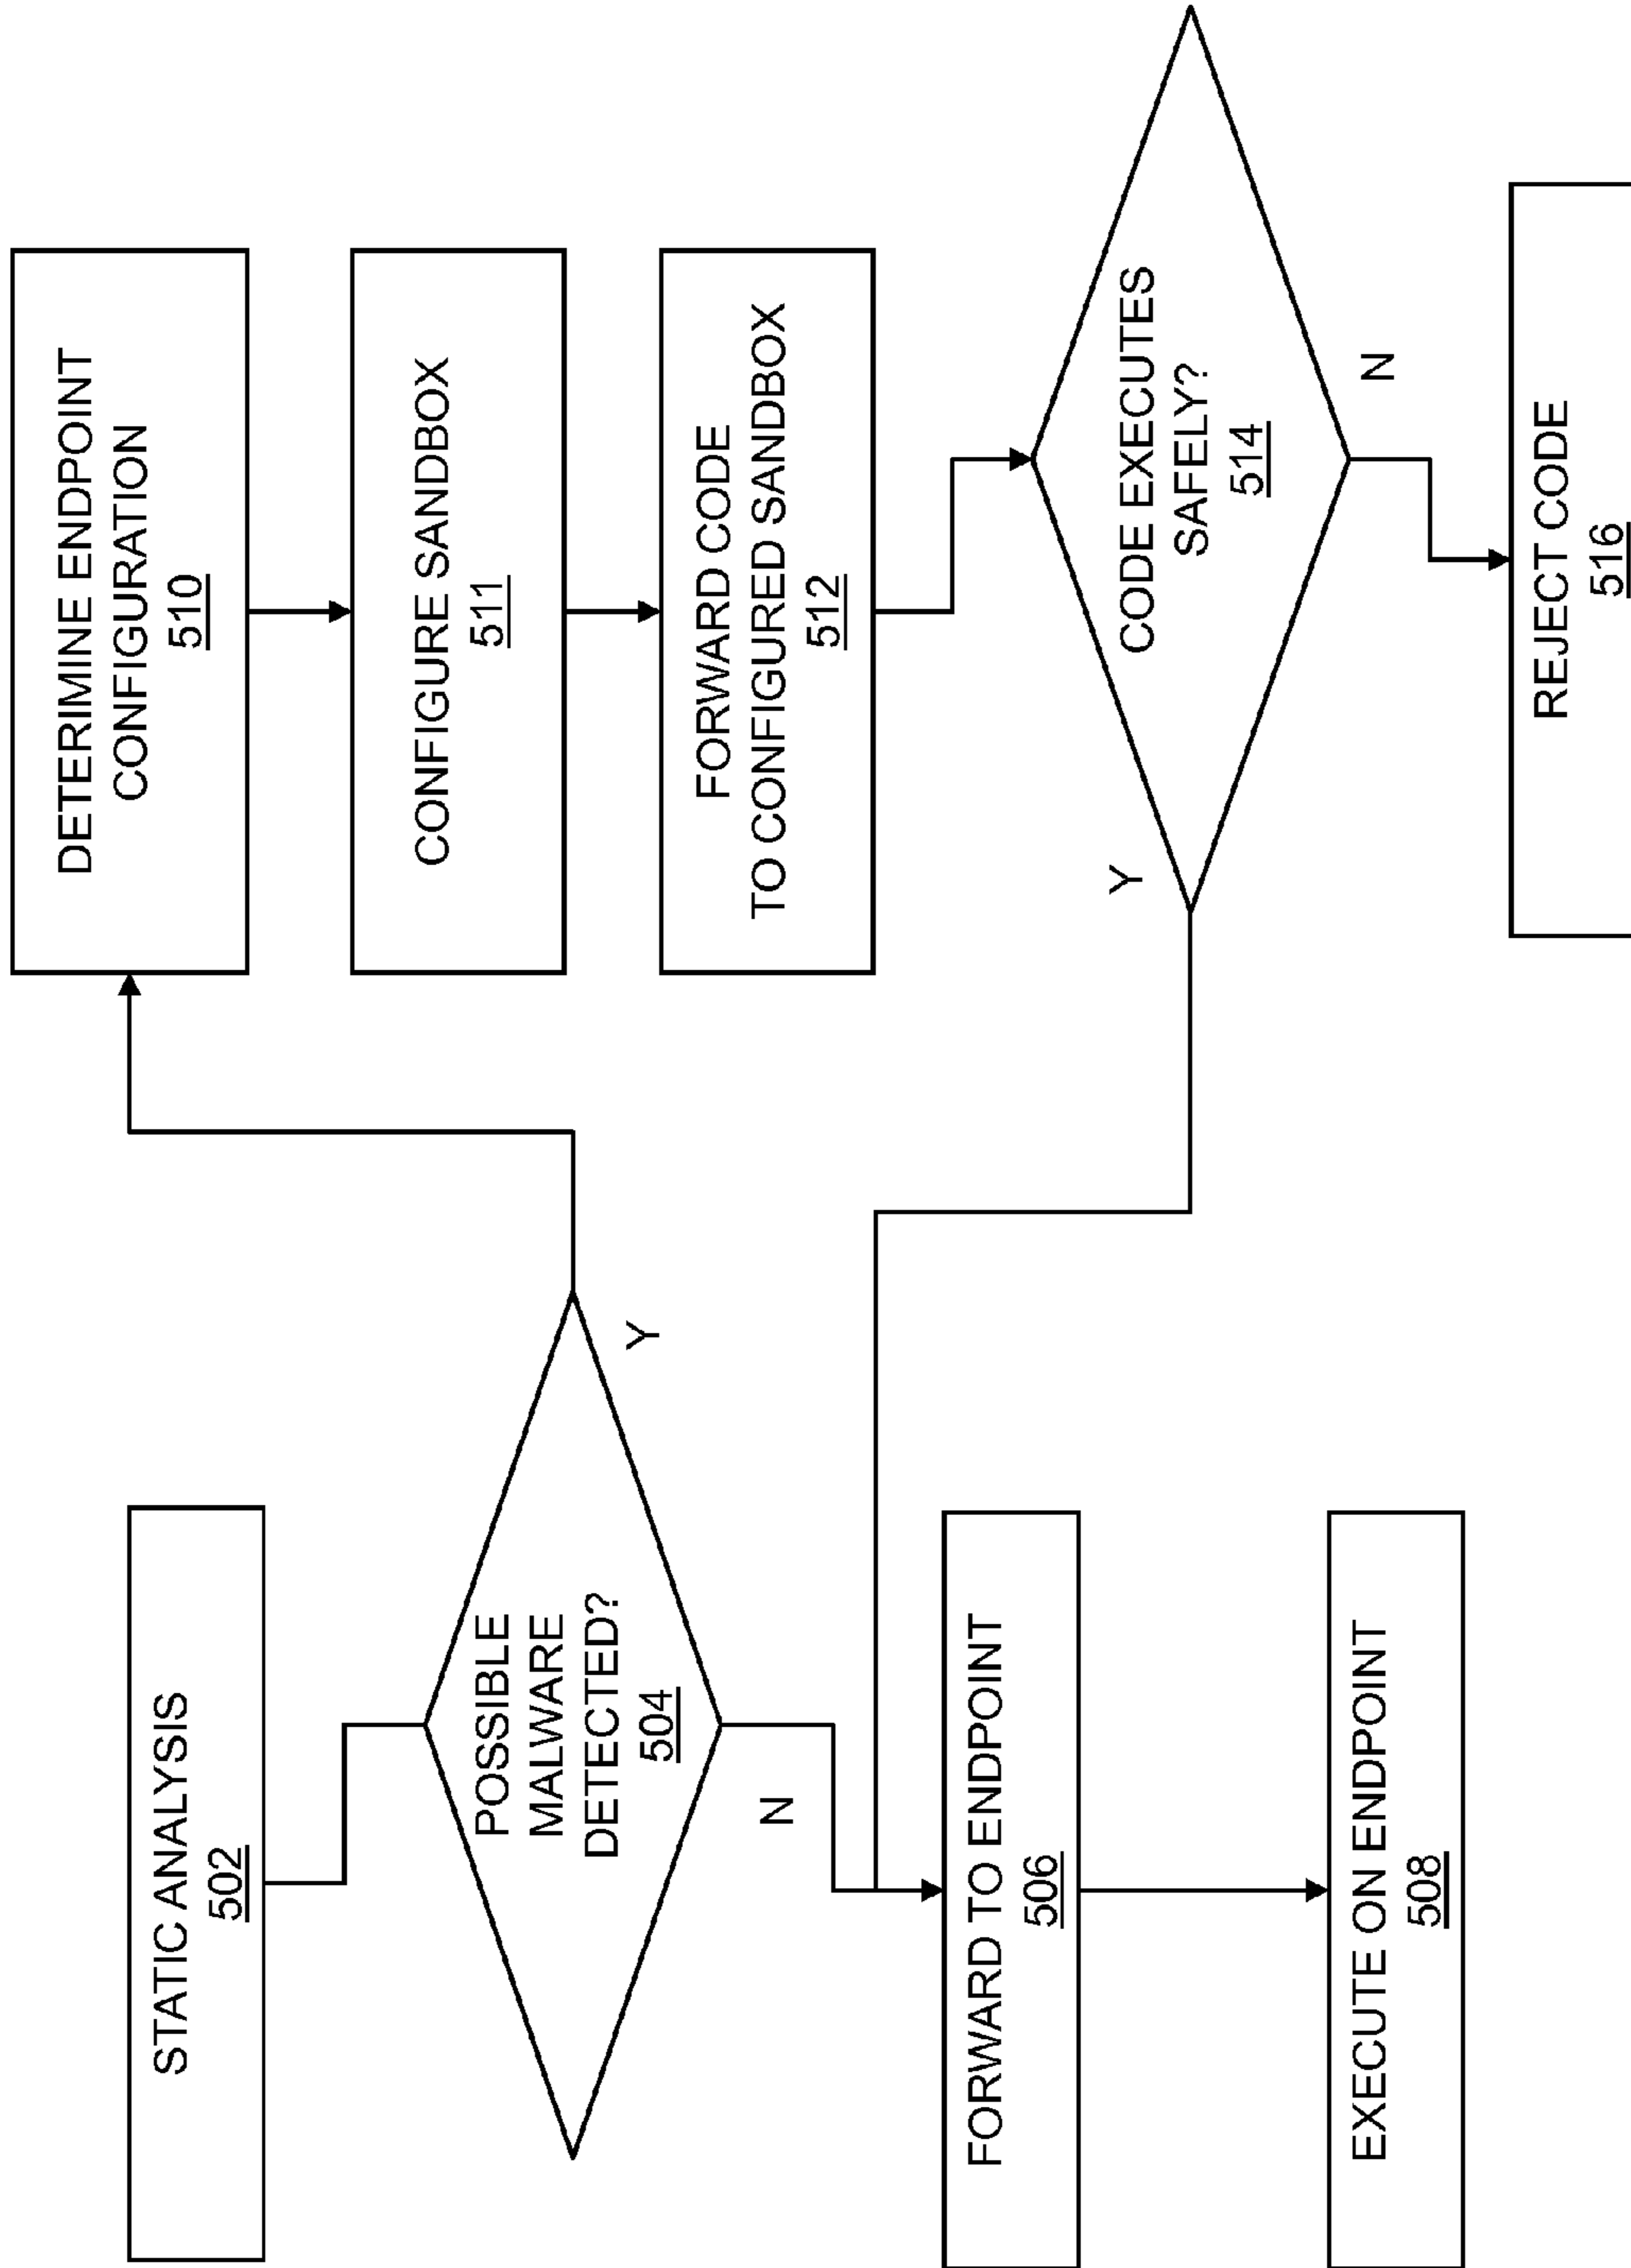 STATIC ANALYSIS
502
POSSIBLE
MALWARE
DETECTED?
504
Y
N
FORWARD TO ENDPOINT
506
EXECUTE ON ENDPOINT
508
DETERIMINE ENDPOINT
CONFIGURATION
510
CONFIGURE SANDBOX
511
FORWARD CODE
TO CONFIGURED SANDBOX
512
CODE EXECUTES
SAFELY?
514
Y
N
REJECT CODE
516